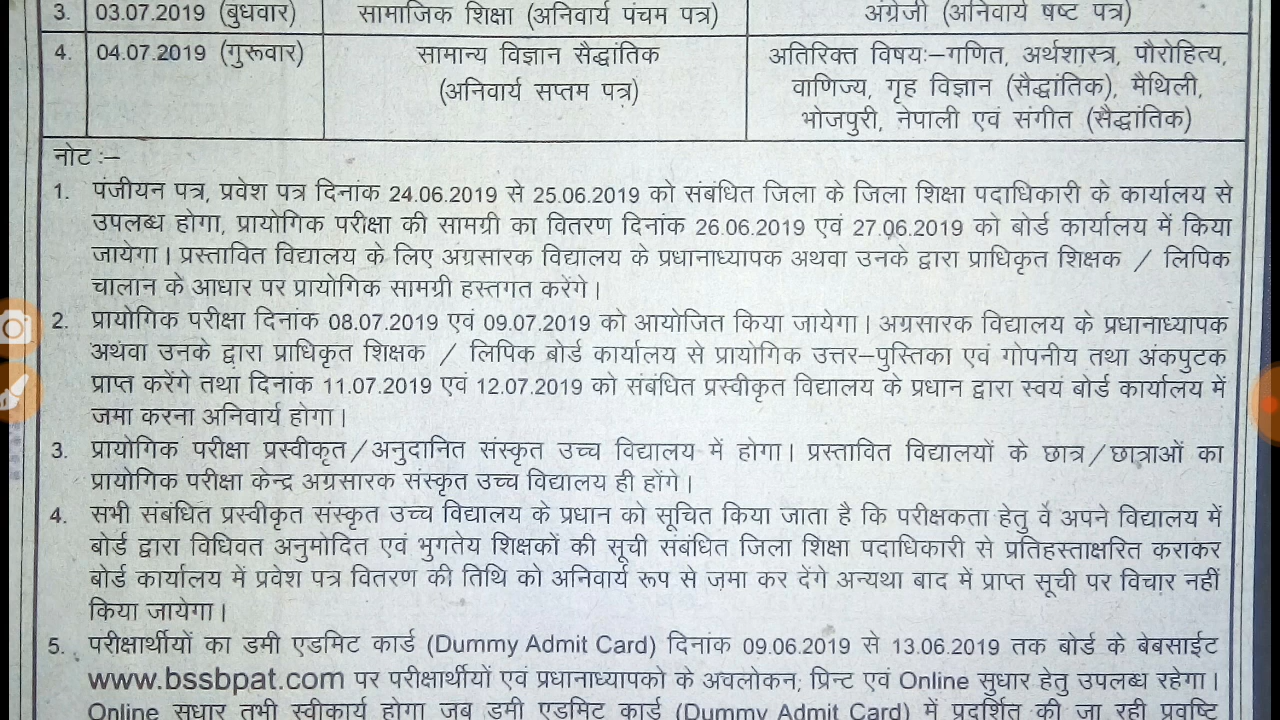 3. 03.07.2019 (बुधवार) सामाजिक शिक्षा (अनिवार्य पंचम पत्र) अंग्रेजी (अनिवार्य षष्ट पत्र)
4. 04.07.2019 (गुरूवार) सामान्य विज्ञान सैद्धांतिक अतिरिक्त विषयः–गणित, अर्थशास्त्र, पौरोहित्य,
(अनिवार्य सप्तम पत्र) वाणिज्य, गृह विज्ञान (सैद्धांतिक), मैथिली,
भोजपुरी, नेपाली एवं संगीत (सैद्धांतिक)
नोट :–
1. पंजीयन पत्र, प्रवेश पत्र दिनांक 24.06.2019 से 25.06.2019 को संबंधित जिला के जिला शिक्षा पदाधिकारी के कार्यालय से
उपलब्ध होगा, प्रायोगिक परीक्षा की सामग्री का वितरण दिनांक 26.06.2019 एवं 27.06.2019 को बोर्ड कार्यालय में किया
जायेगा। प्रस्तावित विद्यालय के लिए अग्रसारक विद्यालय के प्रधानाध्यापक अथवा उनके द्वारा प्राधिकृत शिक्षक / लिपिक
चालान के आधार पर प्रायोगिक सामग्री हस्तगत करेंगे।
2. प्रायोगिक परीक्षा दिनांक 08.07.2019 एवं 09.07.2019 को आयोजित किया जायेगा। अग्रसारक विद्यालय के प्रधानाध्यापक
अथवा उनके द्वारा प्राधिकृत शिक्षक / लिपिक बोर्ड कार्यालय से प्रायोगिक उत्तर–पुस्तिका एवं गोपनीय तथा अंकपुटक
प्राप्त करेंगे तथा दिनांक 11.07.2019 एवं 12.07.2019 को संबंधित प्रस्वीकृत विद्यालय के प्रधान द्वारा स्वयं बोर्ड कार्यालय में
जमा करना अनिवार्य होगा।
3. प्रायोगिक परीक्षा प्रस्वीकृत/अनुदानित संस्कृत उच्च विद्यालय में होगा। प्रस्तावित विद्यालयों के छात्र/छात्राओं का
प्रायोगिक परीक्षा केन्द्र अग्रसारक संस्कृत उच्च विद्यालय ही होंगे।
4. सभी संबंधित प्रस्वीकृत संस्कृत उच्च विद्यालय के प्रधान को सूचित किया जाता है कि परीक्षकता हेतु वे अपने विद्यालय में
बोर्ड द्वारा विधिवत अनुमोदित एवं भुगतेय शिक्षकों की सूची संबंधित जिला शिक्षा पदाधिकारी से प्रतिहस्ताक्षरित कराकर
बोर्ड कार्यालय में प्रवेश पत्र वितरण की तिथि को अनिवार्य रूप से जमा कर देंगे अन्यथा बाद में प्राप्त सूची पर विचार नहीं
किया जायेगा।
5. परीक्षार्थीयों का डमी एडमिट कार्ड (Dummy Admit Card) दिनांक 09.06.2019 से 13.06.2019 तक बोर्ड के बेबसाईट
www.bssbpat.com पर परीक्षार्थीयों एवं प्रधानाध्यापको के अवलोकन, प्रिन्ट एवं Online सुधार हेतु उपलब्ध रहेगा।
Online सुधार तभी स्वीकार्य होगा जब डमी एडमिट कार्ड (Dummy Admit Card) में प्रदर्शित की जा रही प्रवष्टि